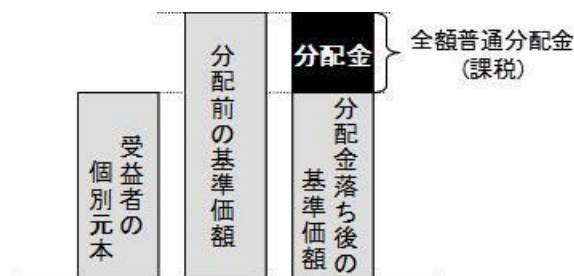 受益者の
個別元本
分配前の基準価額
分配金
分配金落ち後の
基準価額
全額普通分配金
(課税)